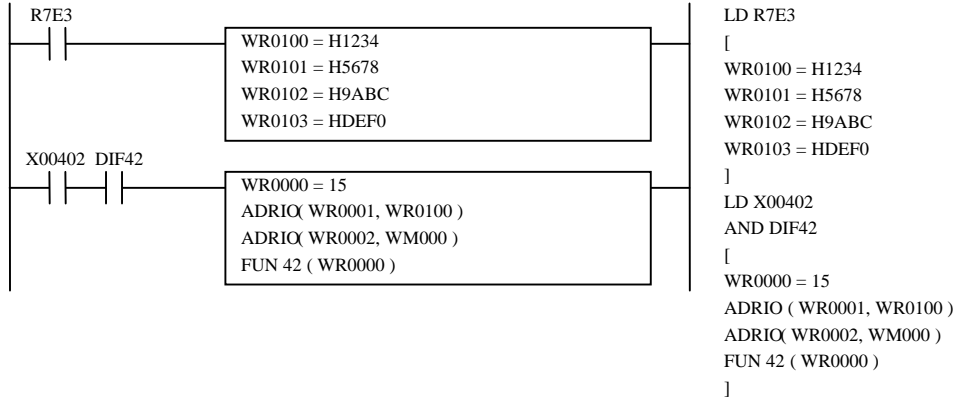 R7E3
WR0100 = H1234
WR0101 = H5678
WR0102 = H9ABC
WR0103 = HDEF0
X00402 DIF42
WR0000 = 15
ADRIO( WR0001, WR0100 )
ADRIO( WR0002, WM000 )
FUN 42 ( WR0000 )
LD R7E3
[
WR0100 = H1234
WR0101 = H5678
WR0102 = H9ABC
WR0103 = HDEF0
]
LD X00402
AND DIF42
[
WR0000 = 15
ADRIO ( WR0001, WR0100 )
ADRIO( WR0002, WM000 )
FUN 42 ( WR0000 )
]